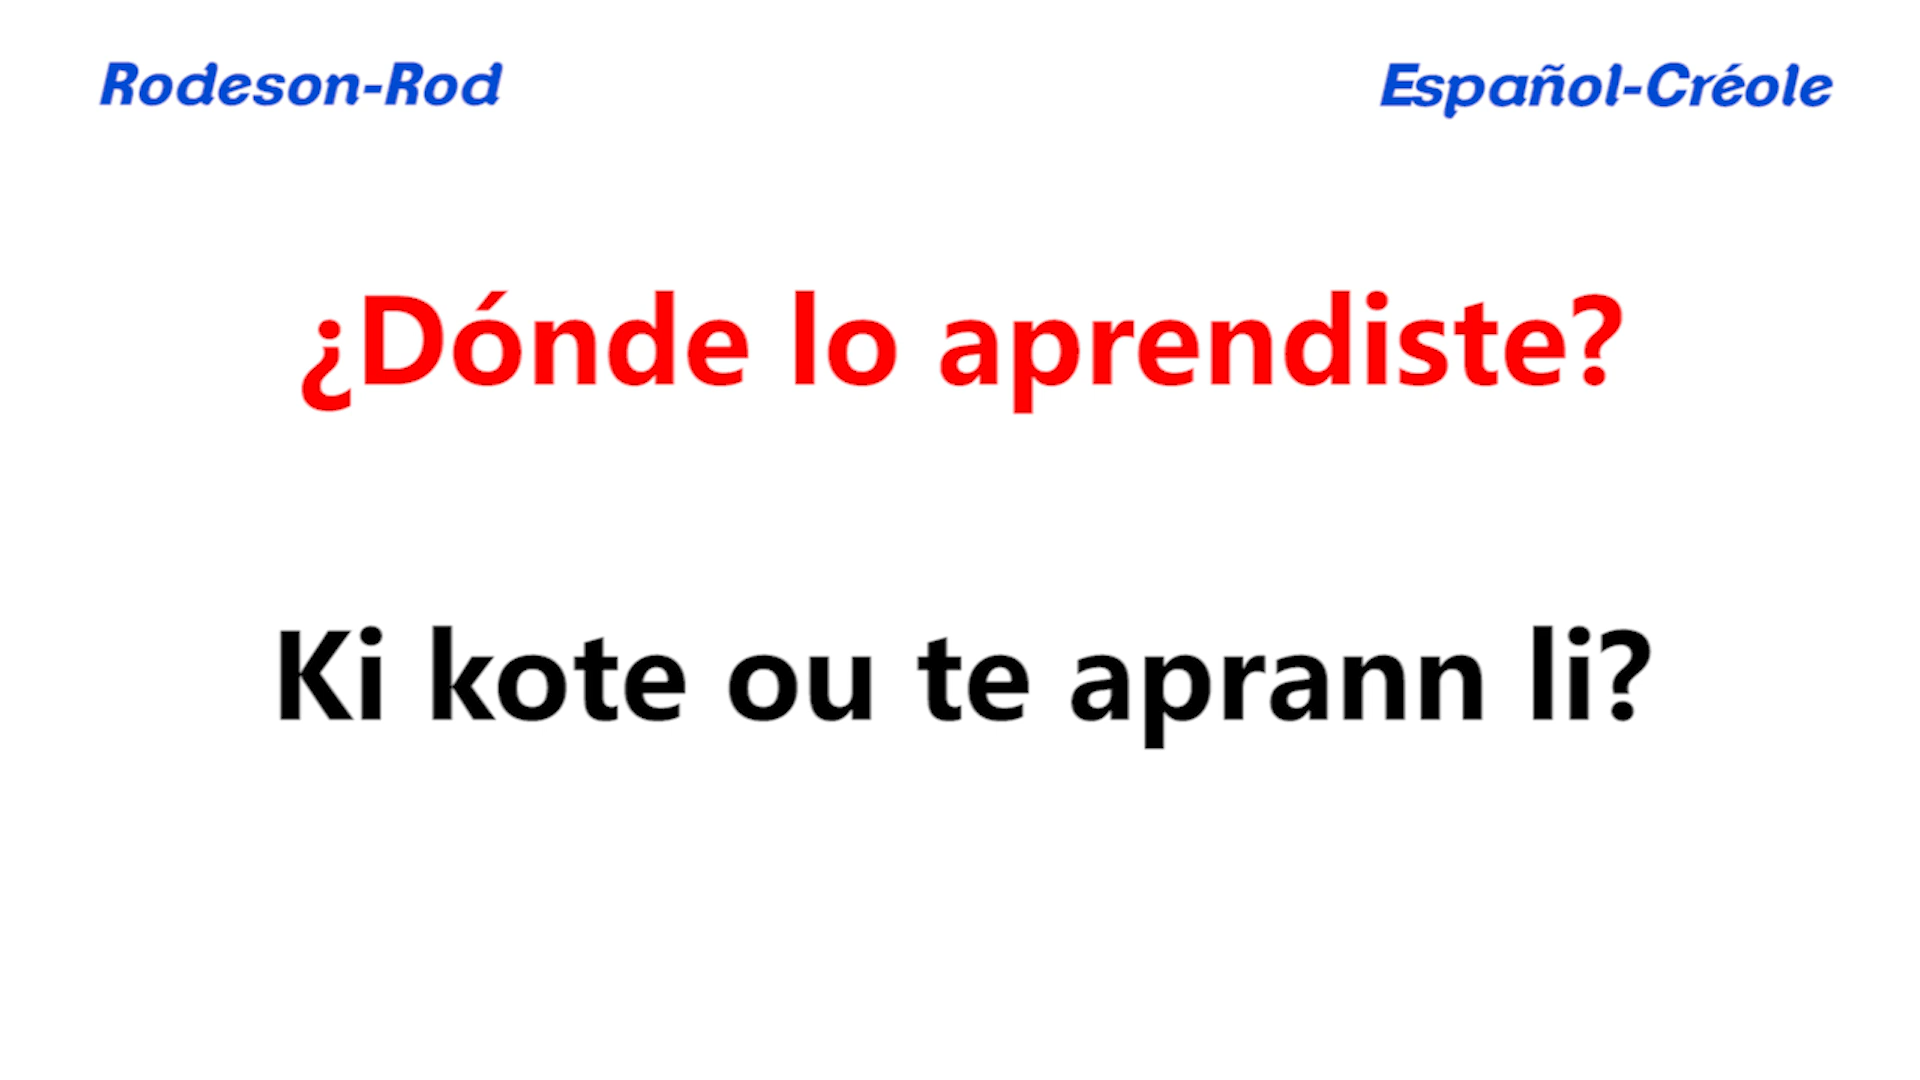 Rodeson-Rod
Español-Créole
¿Dónde lo aprendiste?
Ki kote ou te aprann li?